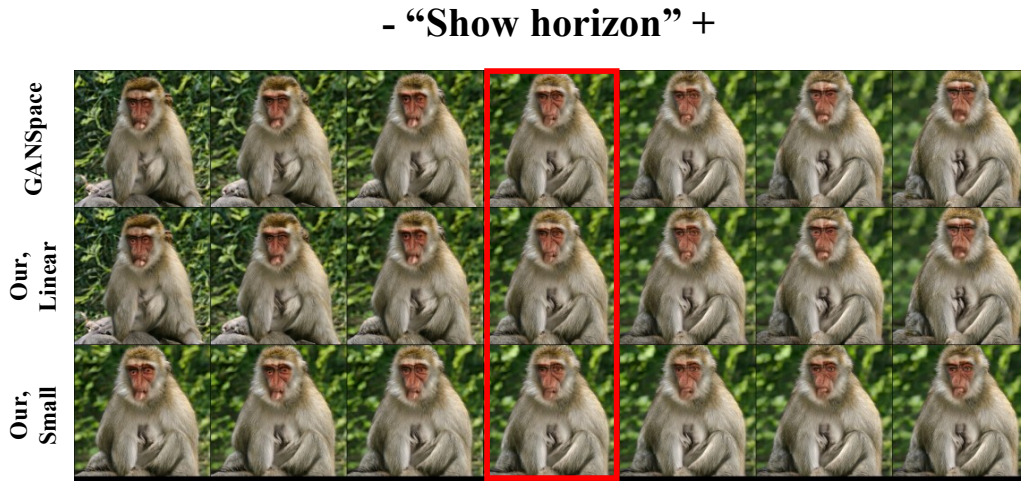 - “Show horizon” +
GANSpace
Our,
Linear
Our,
Small